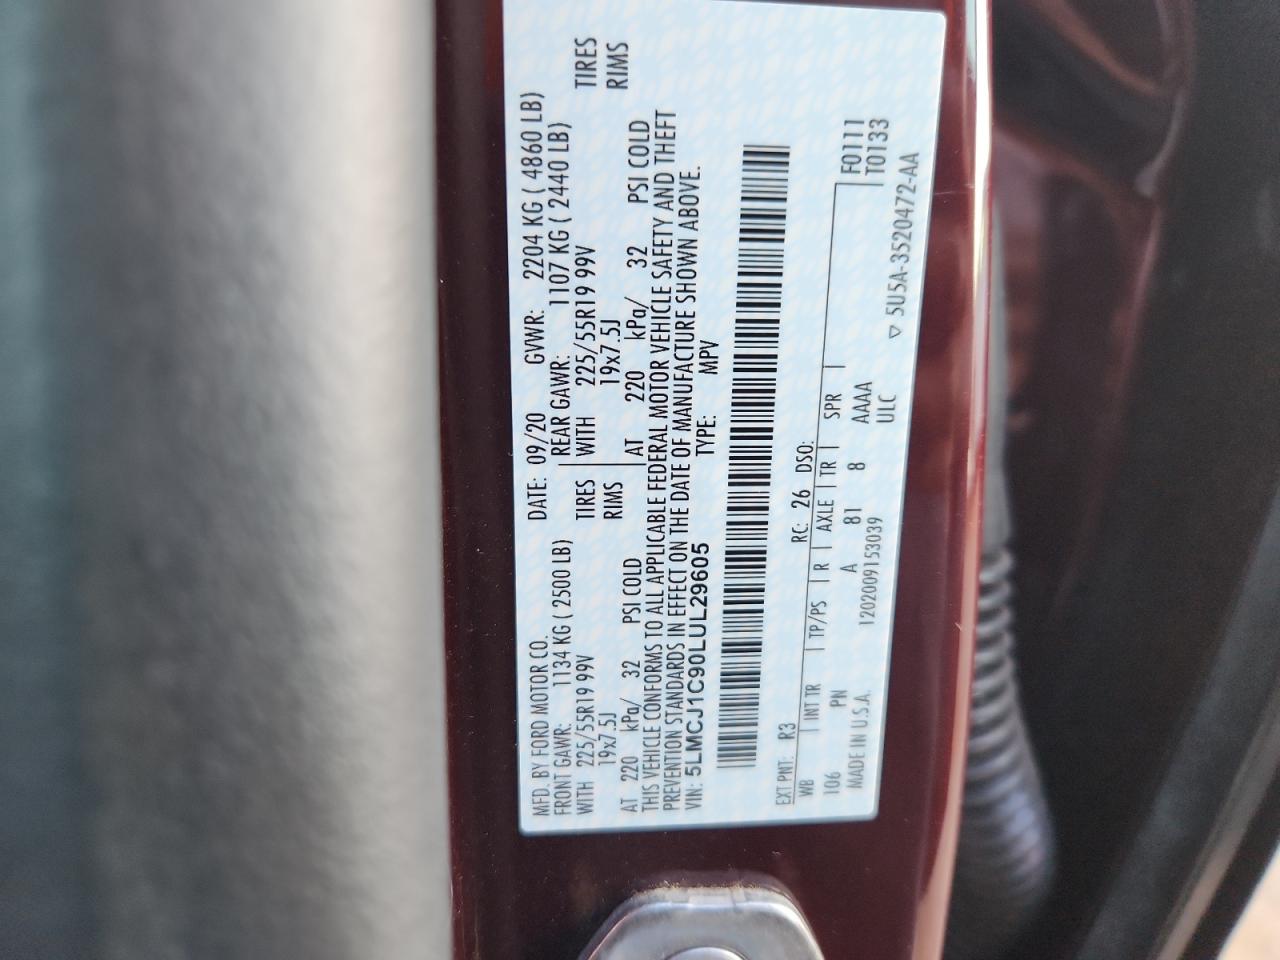 MFD. BY FORD MOTOR CO. DATE: 09/20 GVWR: 2204 KG ( 4860 LB)
FRONT GAWR: 1134 KG ( 2500 LB) REAR GAWR: 1107 KG ( 2440 LB)
WITH 225/55R19 99V TIRES WITH 225/55R19 99V TIRES
19x7.5J RIMS 19x7.5J RIMS
AT 220 kPa/ 32 PSI COLD AT 220 kPa/ 32 PSI COLD
THIS VEHICLE CONFORMS TO ALL APPLICABLE FEDERAL MOTOR VEHICLE SAFETY AND THEFT
PREVENTION STANDARDS IN EFFECT ON THE DATE OF MANUFACTURE SHOWN ABOVE.
VIN: 5LMCJ1C90LUL29605 TYPE: MPV
EXT PNT: R3 RC: 26 DSO:
WB INT TR TP/PS R AXLE TR SPR F0111
106 PN A 81 8 AAAA T0133
MADE IN U.S.A. 1202009153039 ULC
▽ 5U5A-3520472-AA